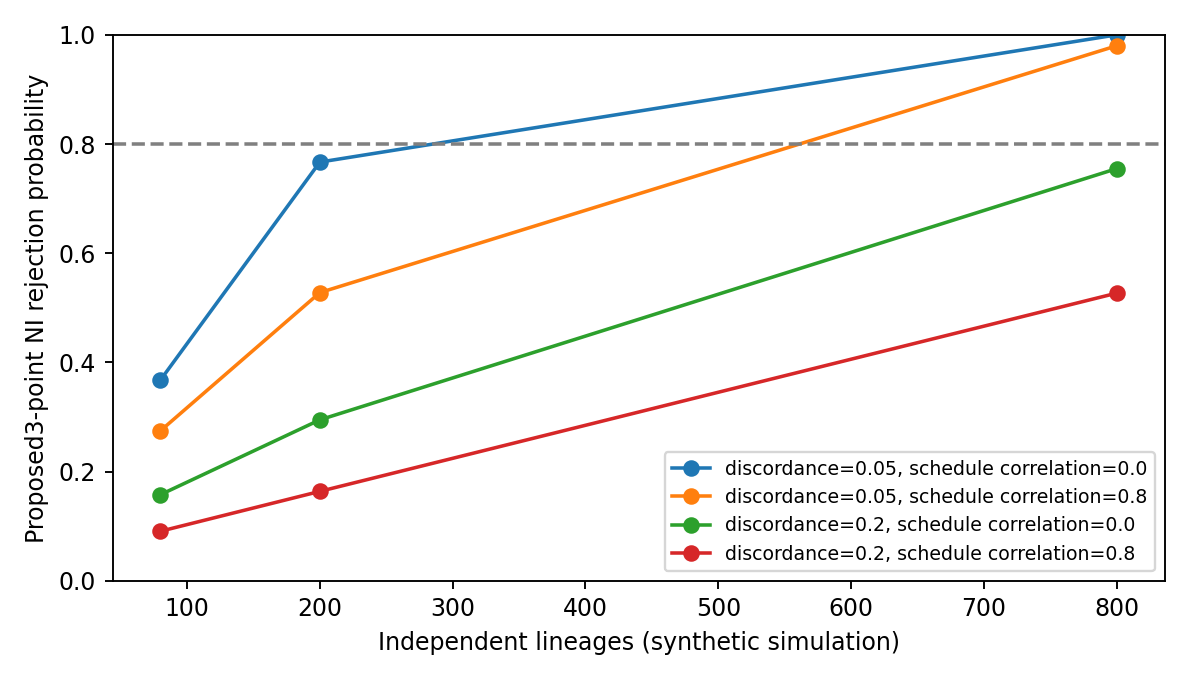 Proposed3-point NI rejection probability
1.0
0.8
0.6
0.4
0.2
0.0
discordance=0.05, schedule correlation=0.0
discordance=0.05, schedule correlation=0.8
discordance=0.2, schedule correlation=0.0
discordance=0.2, schedule correlation=0.8
100 200 300 400 500 600 700 800
Independent lineages (synthetic simulation)